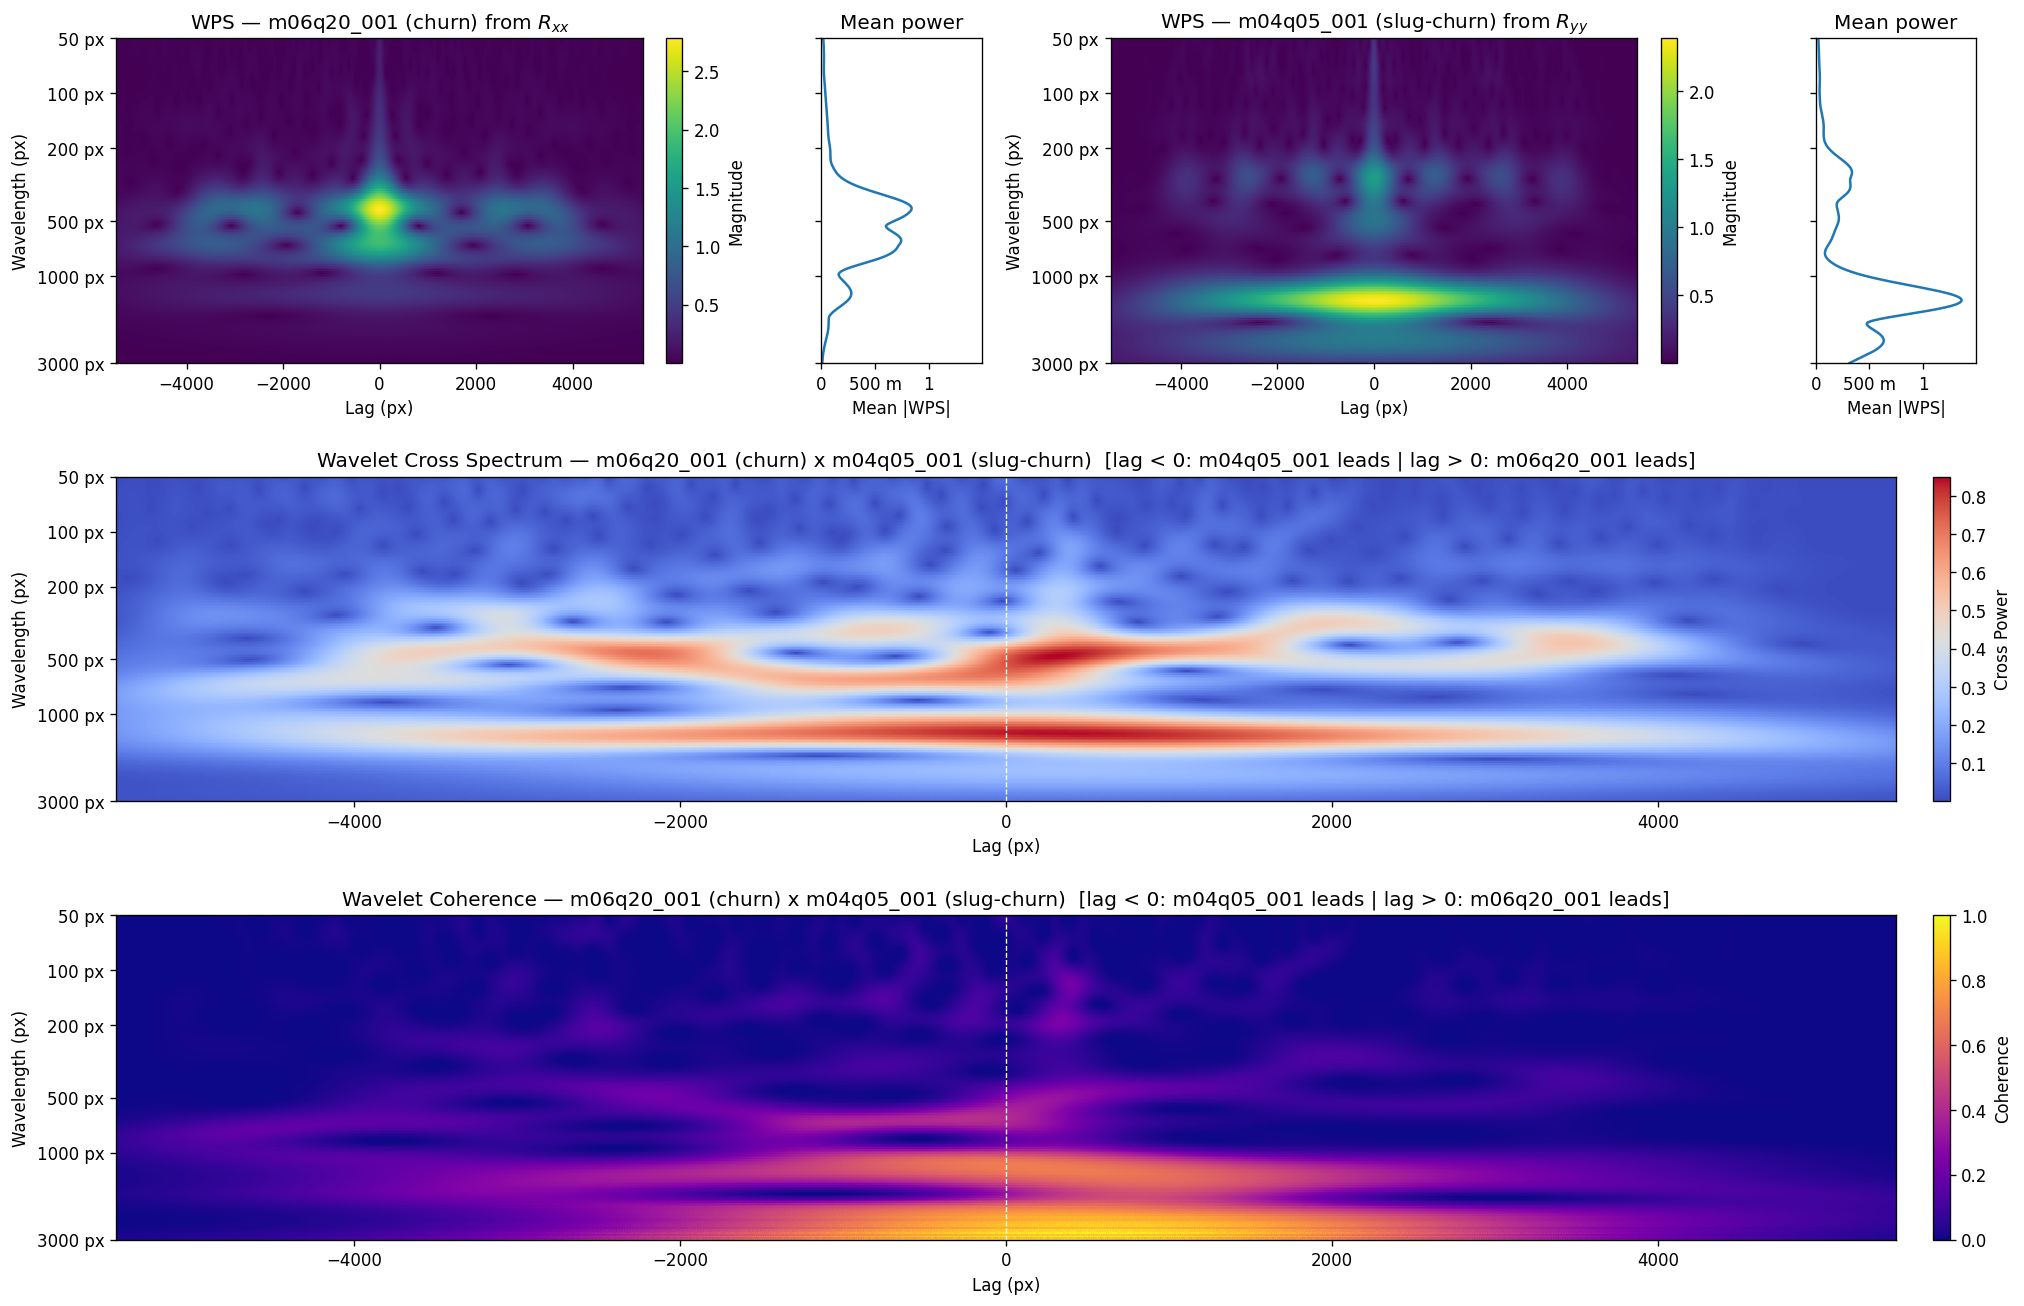 WPS — m06q20_001 (churn) from Rxx
Mean power
WPS — m04q05_001 (slug-churn) from Ryy
Mean power
50 px
100 px
200 px
500 px
1000 px
3000 px
Wavelength (px)
−4000 −2000 0 2000 4000
Lag (px)
2.5
2.0
1.5
1.0
0.5
Magnitude
0 500 m 1
Mean |WPS|
50 px
100 px
200 px
500 px
1000 px
3000 px
Wavelength (px)
−4000 −2000 0 2000 4000
Lag (px)
2.0
1.5
1.0
0.5
Magnitude
0 500 m 1
Mean |WPS|
Wavelet Cross Spectrum — m06q20_001 (churn) x m04q05_001 (slug-churn) [lag < 0: m04q05_001 leads | lag > 0: m06q20_001 leads]
50 px
100 px
200 px
500 px
1000 px
3000 px
Wavelength (px)
−4000 −2000 0 2000 4000
Lag (px)
0.8
0.7
0.6
0.5
0.4
0.3
0.2
0.1
Cross Power
Wavelet Coherence — m06q20_001 (churn) x m04q05_001 (slug-churn) [lag < 0: m04q05_001 leads | lag > 0: m06q20_001 leads]
50 px
100 px
200 px
500 px
1000 px
3000 px
Wavelength (px)
−4000 −2000 0 2000 4000
Lag (px)
1.0
0.8
0.6
0.4
0.2
0.0
Coherence